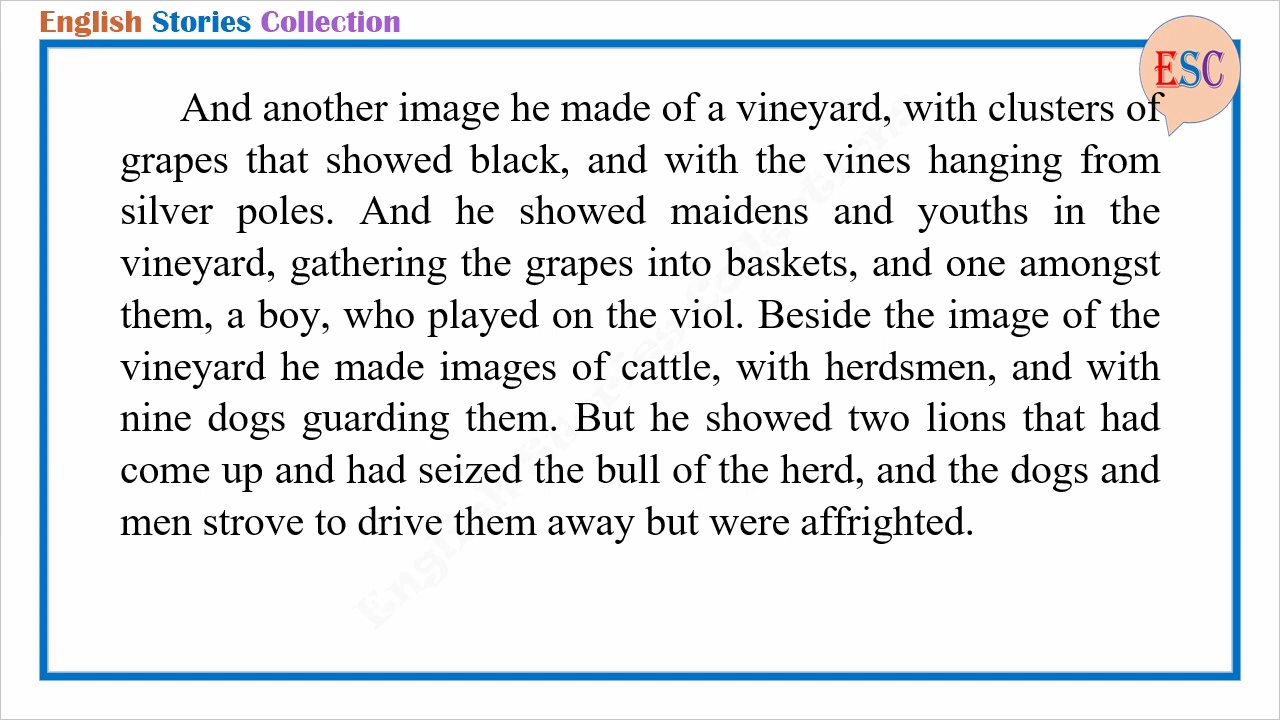 English Stories Collection
ESC
And another image he made of a vineyard, with clusters of
grapes that showed black, and with the vines hanging from
silver poles. And he showed maidens and youths in the
vineyard, gathering the grapes into baskets, and one amongst
them, a boy, who played on the viol. Beside the image of the
vineyard he made images of cattle, with herdsmen, and with
nine dogs guarding them. But he showed two lions that had
come up and had seized the bull of the herd, and the dogs and
men strove to drive them away but were affrighted.
English Stories Collection